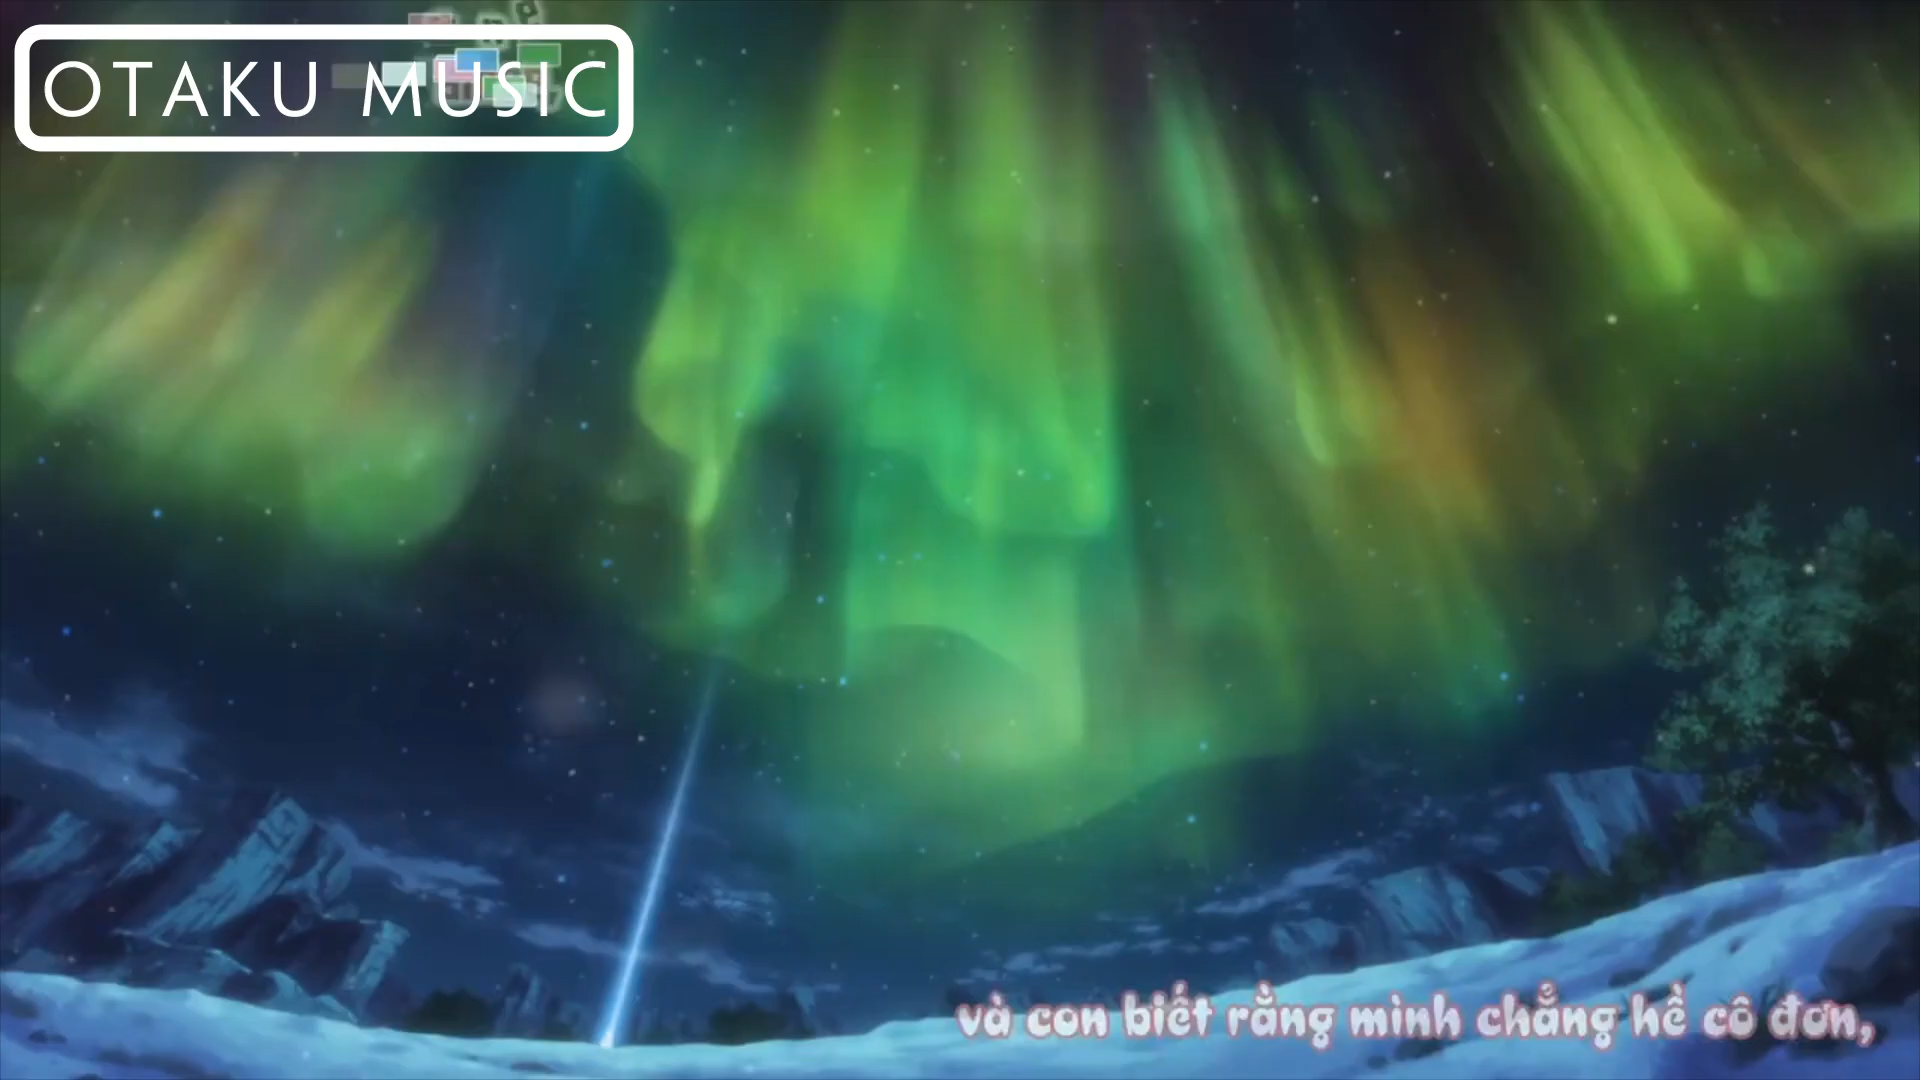 OTAKU MUSIC
và con biết rằng mình chẳng hề cô đơn,